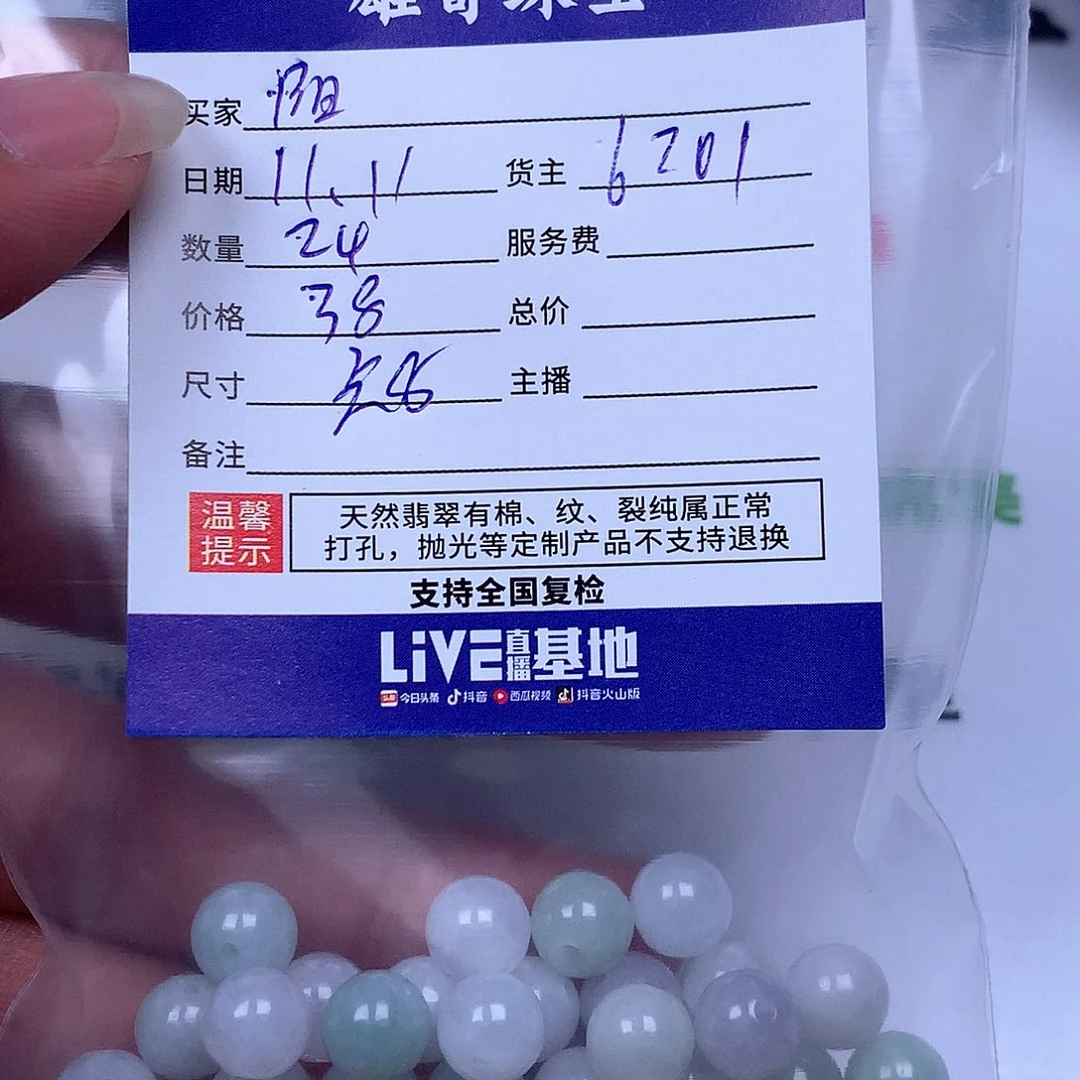 雄奇珠宝
买家
日期 11.11 货主 6201
数量 24 服务费
价格 38 总价
尺寸 主播
备注
温馨提示
天然翡翠有棉、纹、裂纯属正常
打孔，抛光等定制产品不支持退换
支持全国复检
LiVE直播基地
今日头条 抖音 西瓜视频 抖音火山版